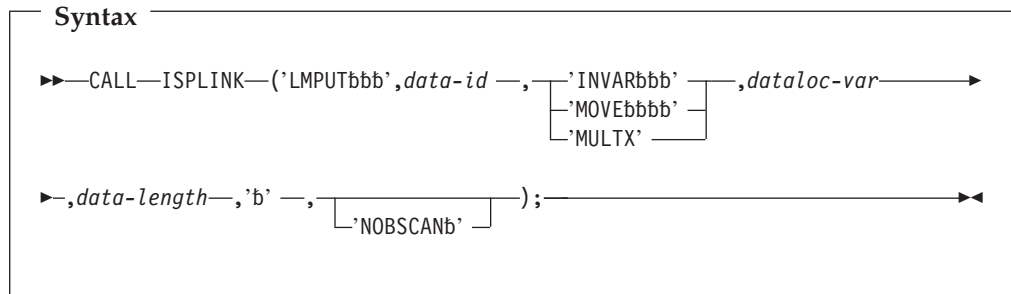 Syntax
CALL ISPLINK ('LMPUTƀƀƀ',data-id , 'INVARƀƀƀ' ,dataloc-var
'MOVEƀƀƀƀ'
'MULTX'
,data-length ,'ƀ' , );
'NOBSCANƀ'